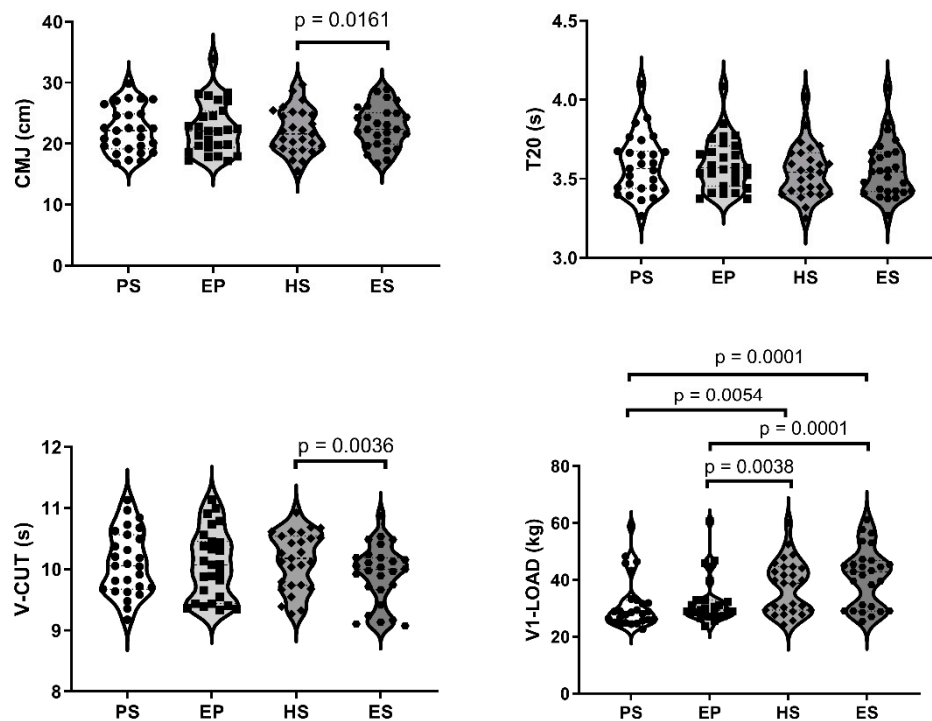 40
30
20
10
0
CMJ (cm)
p = 0.0161
PS EP HS ES
4.5
4.0
3.5
3.0
T20 (s)
PS EP HS ES
12
11
10
9
8
V-CUT (s)
p = 0.0036
PS EP HS ES
p = 0.0001
p = 0.0054
p = 0.0001
p = 0.0038
80
60
40
20
0
V1-LOAD (kg)
PS EP HS ES